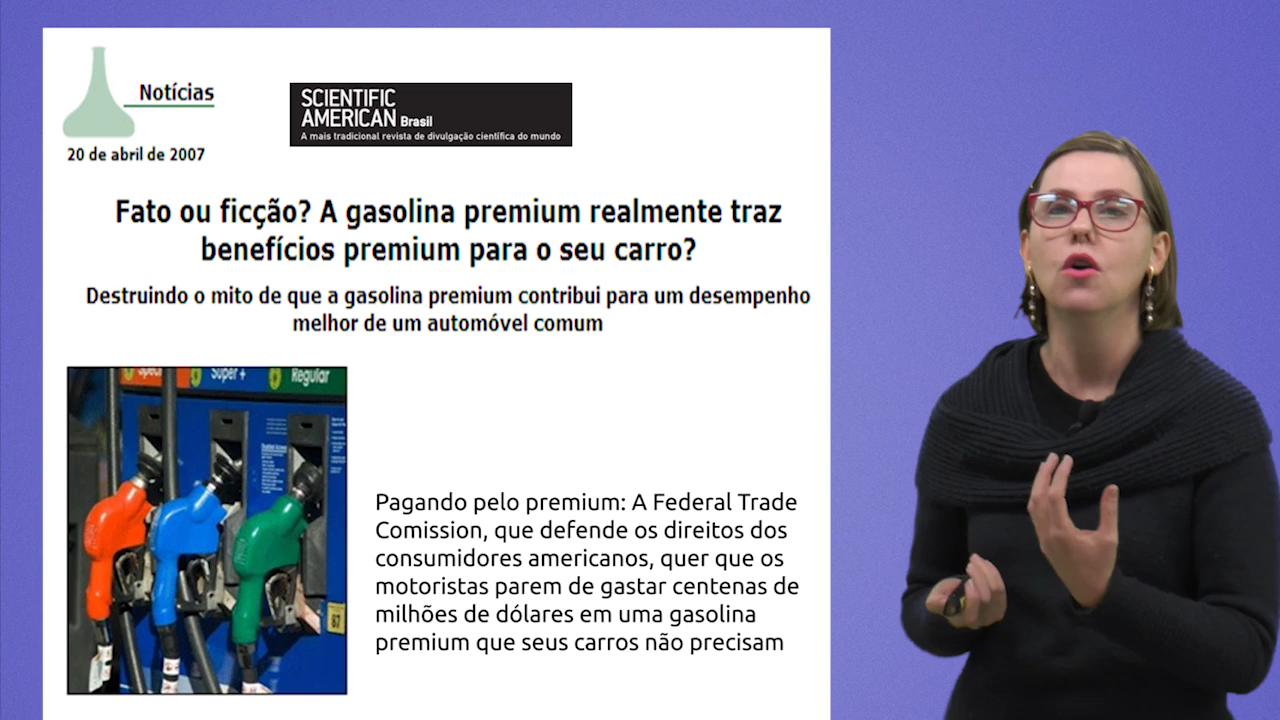 Notícias
20 de abril de 2007
SCIENTIFIC
AMERICAN Brasil
A mais tradicional revista de divulgação científica do mundo
Fato ou ficção? A gasolina premium realmente traz
benefícios premium para o seu carro?
Destruindo o mito de que a gasolina premium contribui para um desempenho
melhor de um automóvel comum
Super+
Regular
87
Pagando pelo premium: A Federal Trade
Comission, que defende os direitos dos
consumidores americanos, quer que os
motoristas parem de gastar centenas de
milhões de dólares em uma gasolina
premium que seus carros não precisam